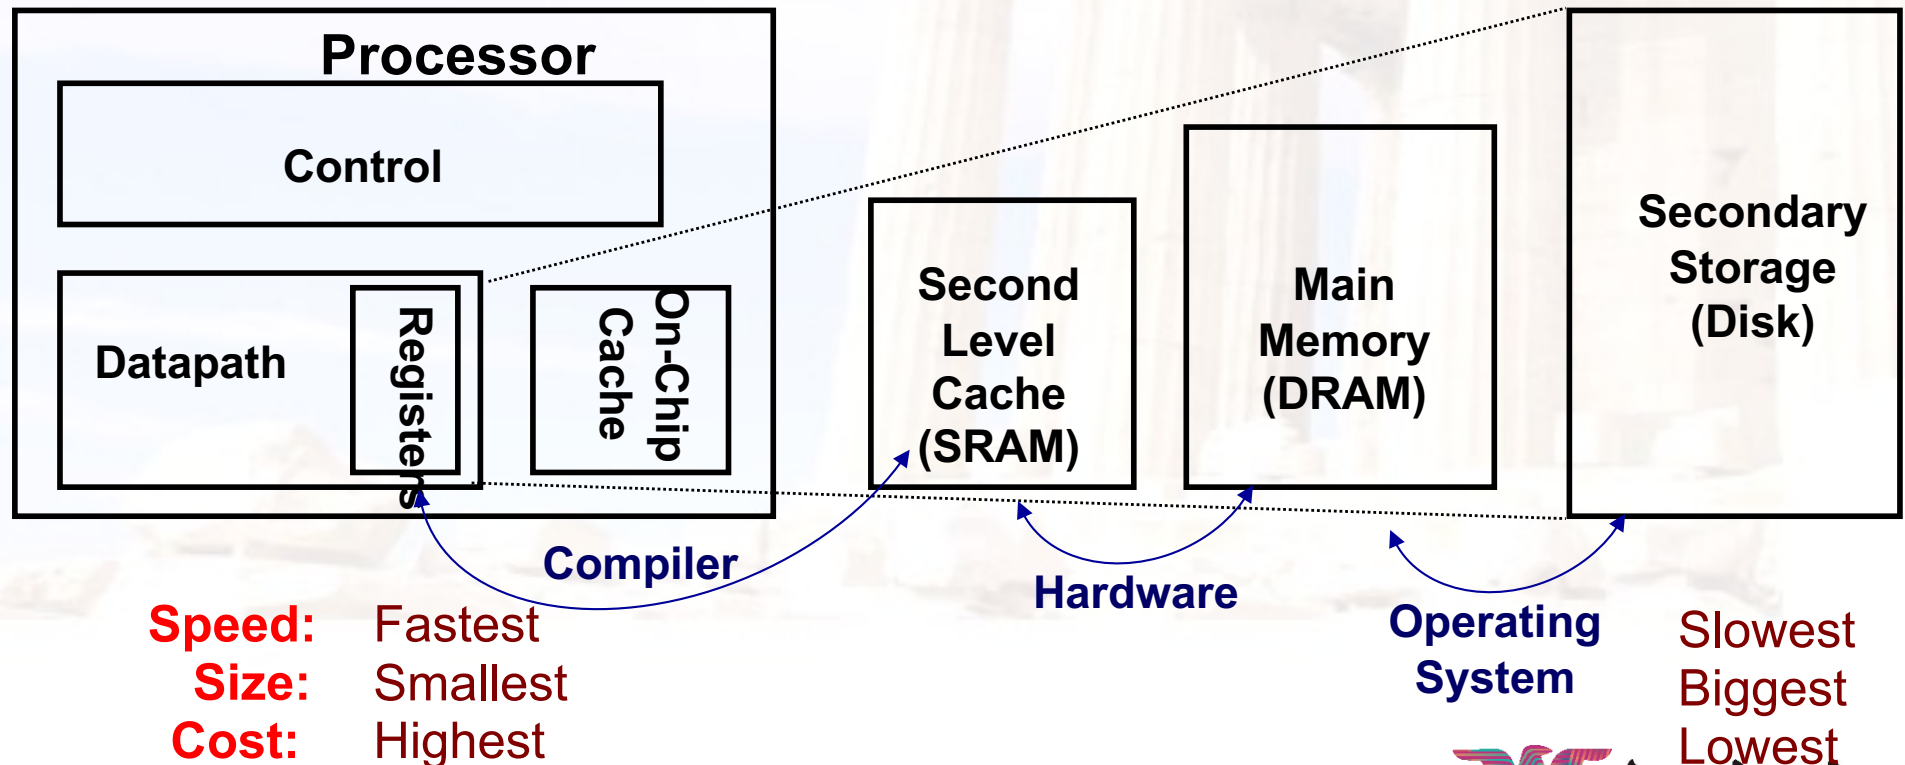 Processor
Control
Datapath
Registers
On-Chip
Cache
Second
Level
Cache
(SRAM)
Main
Memory
(DRAM)
Secondary
Storage
(Disk)
Compiler
Hardware
Operating
System
Speed: Fastest Slowest
Size: Smallest Biggest
Cost: Highest Lowest